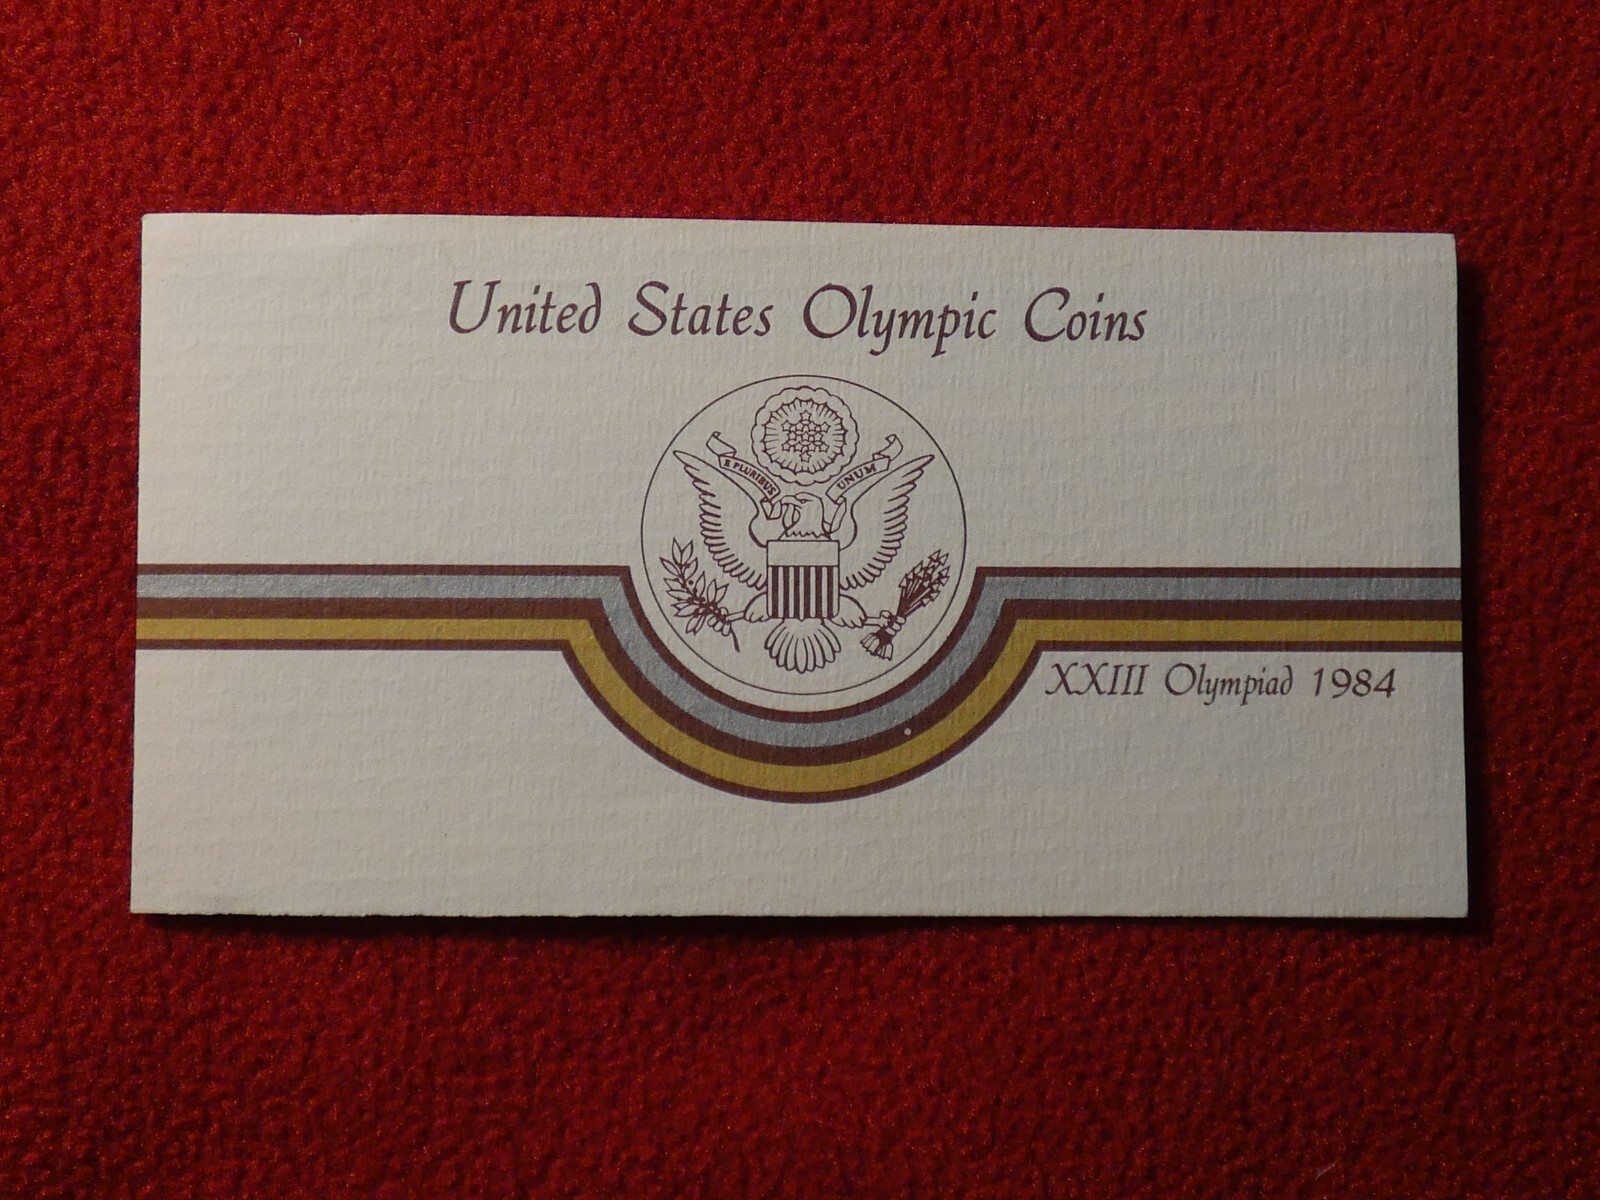 United States Olympic Coins
E PLURIBUS UNUM
XXIII Olympiad 1984